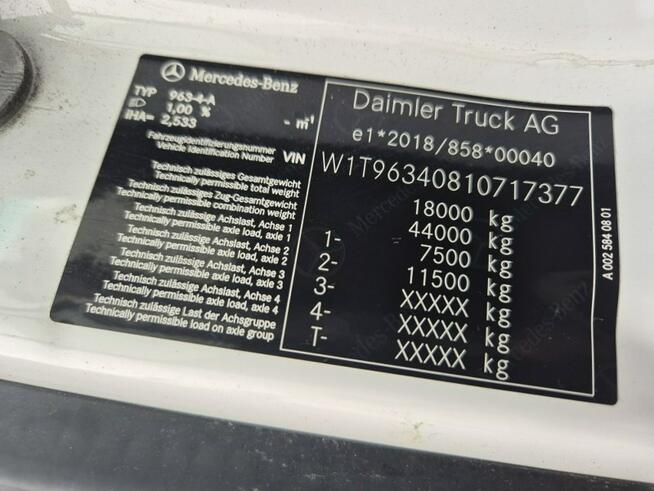 Mercedes-Benz
TYP 963-4-A
1,00 %
iHA= 2,533 - m⁻¹
Fahrzeugidentifizierungsnummer
Vehicle Identification Number VIN
Technisch zulässiges Gesamtgewicht
Technically permissible total weight
Technisch zulässiges Zug-Gesamtgewicht
Technically permissible combination weight
Technisch zulässige Achslast, Achse 1
Technically permissible axle load, axle 1
Technisch zulässige Achslast, Achse 2
Technically permissible axle load, axle 2
Technisch zulässige Achslast, Achse 3
Technically permissible axle load, axle 3
Technisch zulässige Achslast, Achse 4
Technically permissible axle load, axle 4
Technisch zulässige Last der Achsgruppe
Technically permissible load on axle group
Daimler Truck AG
e1*2018/858*00040
W1T96340810717377
18000 kg
44000 kg
1- 7500 kg
2- 11500 kg
3- XXXXX kg
4- XXXXX kg
T- XXXXX kg
A 002 584 08 01